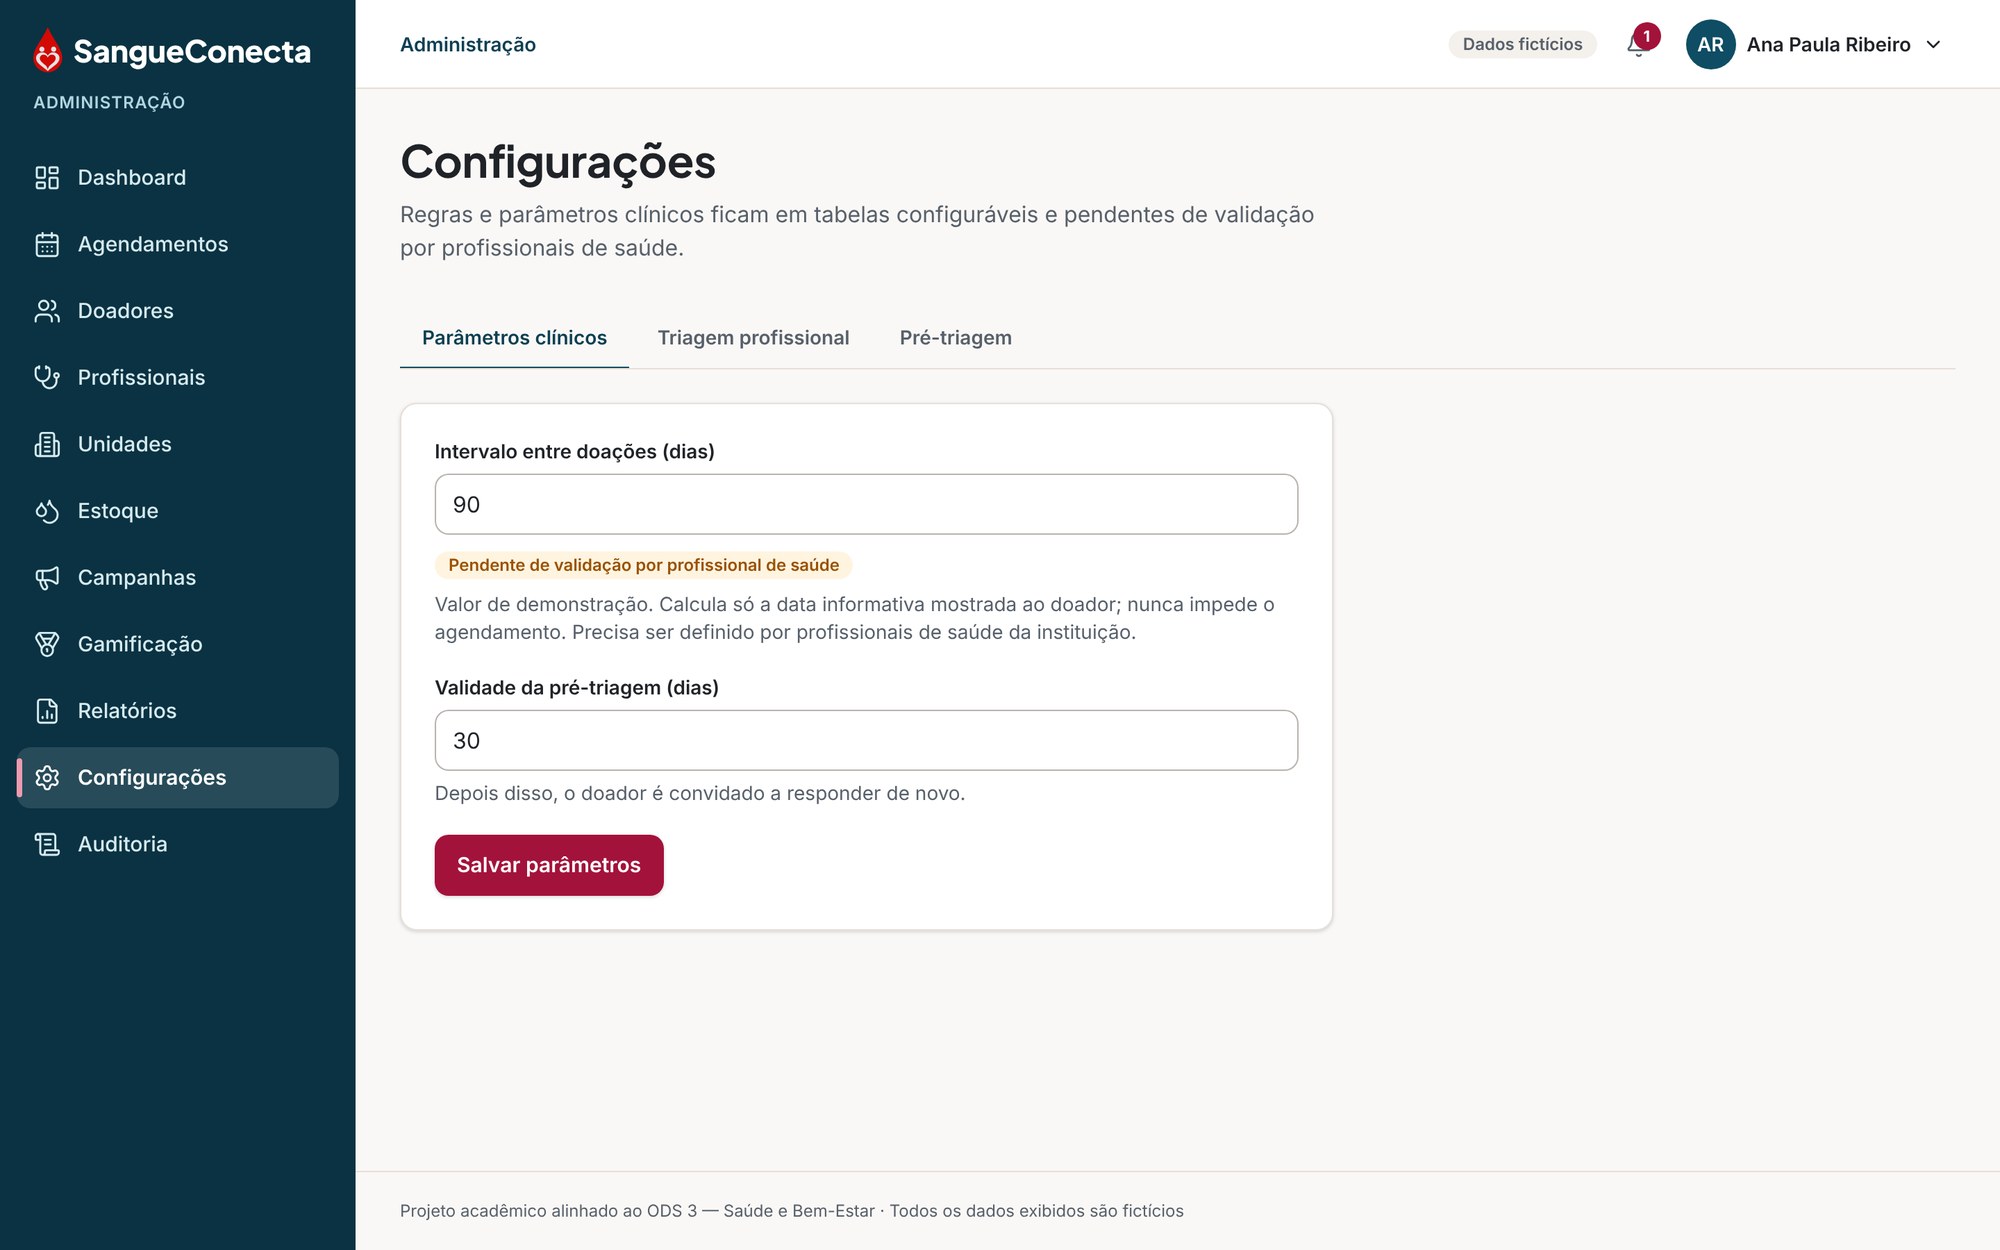 SangueConecta
ADMINISTRAÇÃO
Dashboard
Agendamentos
Doadores
Profissionais
Unidades
Estoque
Campanhas
Gamificação
Relatórios
Configurações
Auditoria
Administração
Dados fictícios
1
AR
Ana Paula Ribeiro
Configurações
Regras e parâmetros clínicos ficam em tabelas configuráveis e pendentes de validação
por profissionais de saúde.
Parâmetros clínicos
Triagem profissional
Pré-triagem
Intervalo entre doações (dias)
90
Pendente de validação por profissional de saúde
Valor de demonstração. Calcula só a data informativa mostrada ao doador; nunca impede o
agendamento. Precisa ser definido por profissionais de saúde da instituição.
Validade da pré-triagem (dias)
30
Depois disso, o doador é convidado a responder de novo.
Salvar parâmetros
Projeto acadêmico alinhado ao ODS 3 — Saúde e Bem-Estar · Todos os dados exibidos são fictícios